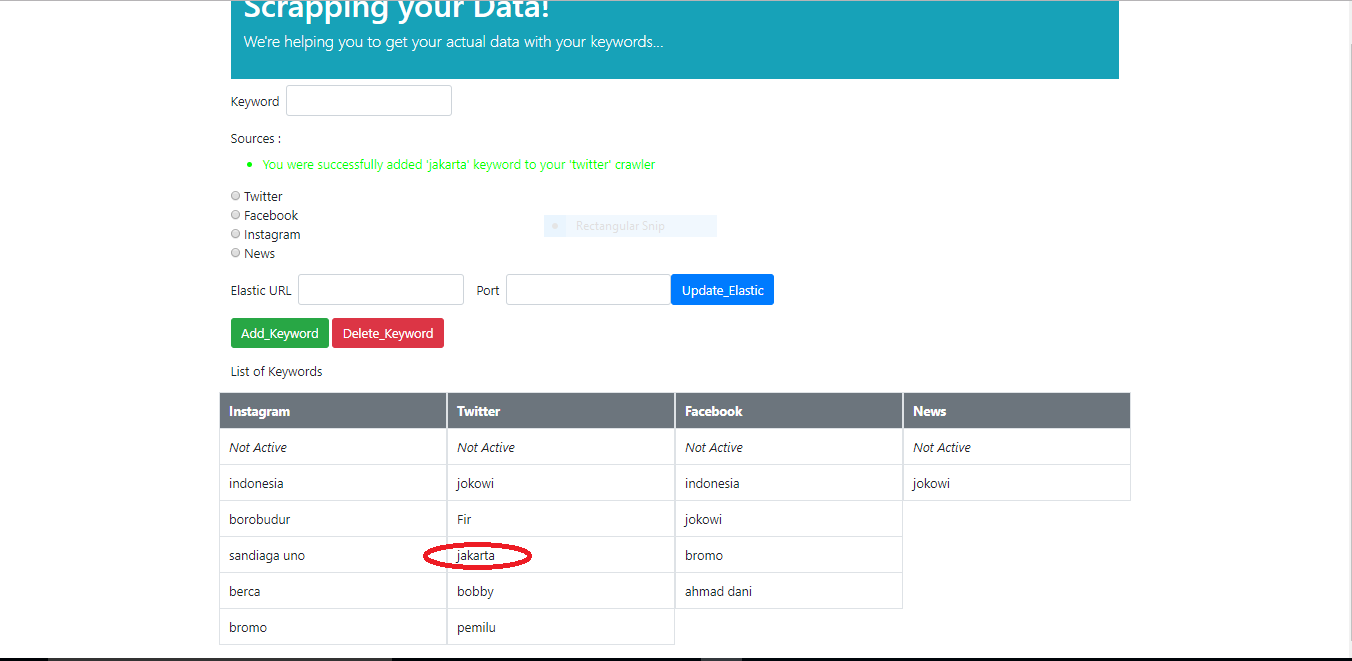 Scrapping your Data!
We're helping you to get your actual data with your keywords...
Keyword
Sources :
You were successfully added 'jakarta' keyword to your 'twitter' crawler
Twitter
Facebook
Instagram
News
Rectangular Snip
Elastic URL Port Update_Elastic
Add_Keyword Delete_Keyword
List of Keywords
Instagram Twitter Facebook News
Not Active Not Active Not Active Not Active
indonesia jokowi indonesia jokowi
borobudur Fir jokowi
sandiaga uno jakarta bromo
berca bobby ahmad dani
bromo pemilu